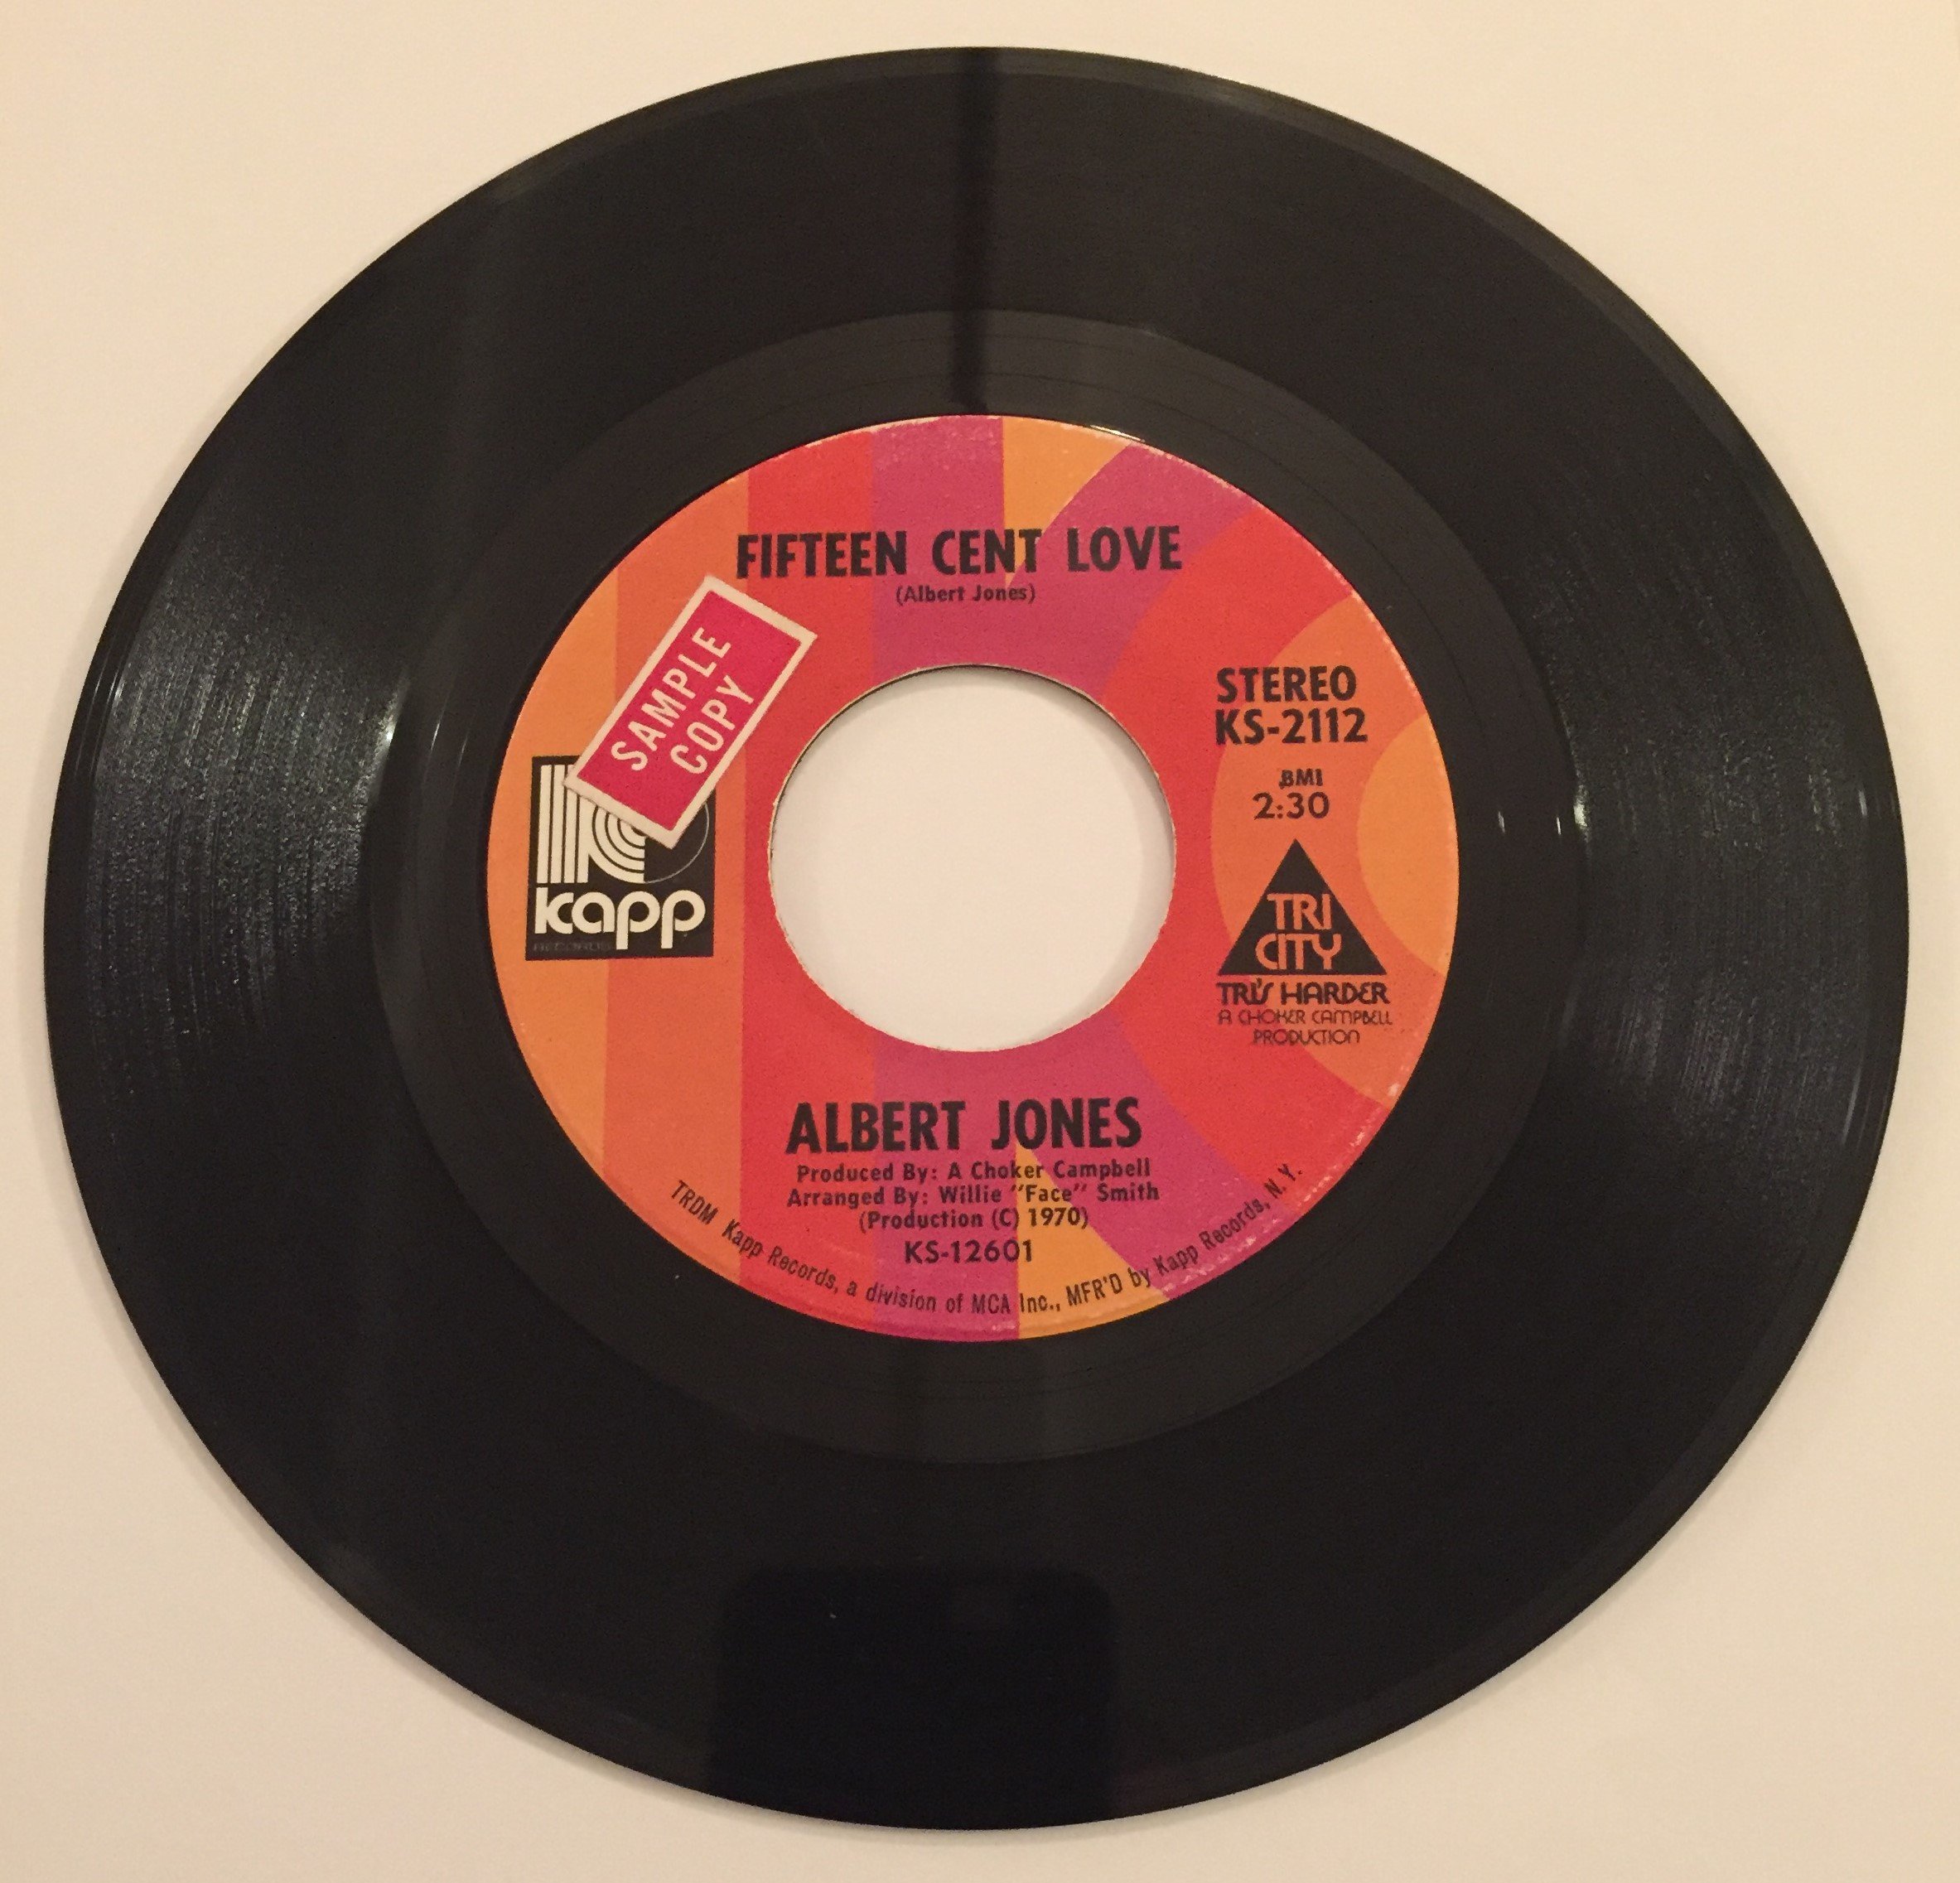 FIFTEEN CENT LOVE
(Albert Jones)
SAMPLE
COPY
STEREO
KS-2112
BMI
2:30
kapp
RECORDS
TRI
CITY
TRI'S HARDER
A CHOKER CAMPBELL
PRODUCTION
ALBERT JONES
Produced By: A Choker Campbell
Arranged By: Willie "Face" Smith
(Production (C) 1970)
KS-12601
TRDM Kapp Records, a division of MCA Inc., MFR'D by Kapp Records, N.Y.